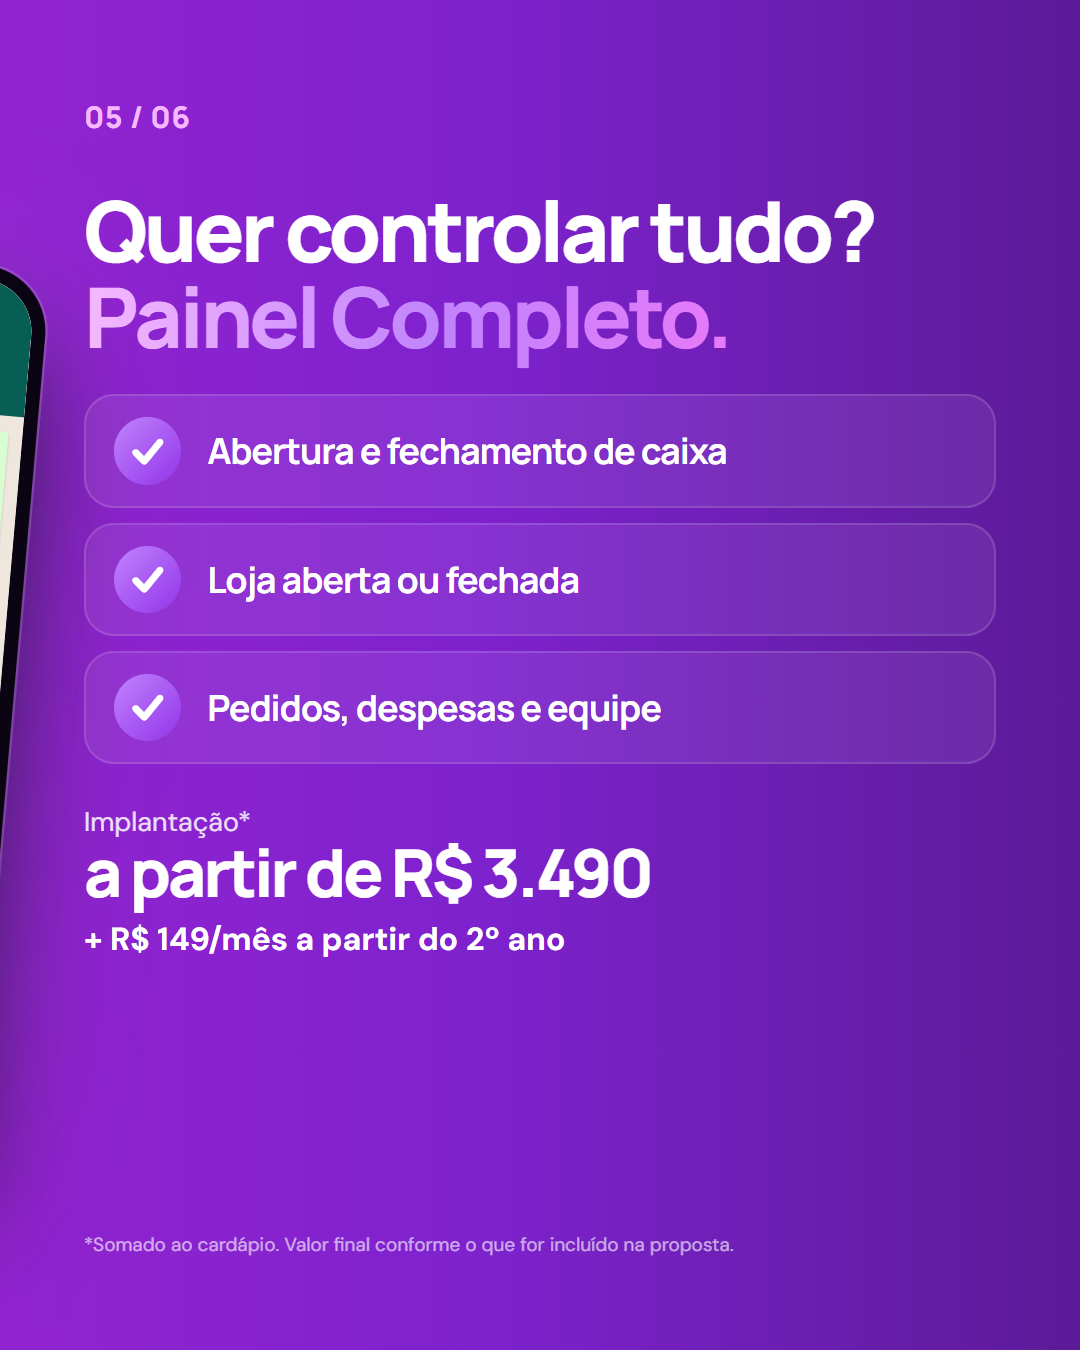 05 / 06
Quer controlar tudo?
Painel Completo.
Abertura e fechamento de caixa
Loja aberta ou fechada
Pedidos, despesas e equipe
Implantação*
a partir de R$ 3.490
+ R$ 149/mês a partir do 2º ano
*Somado ao cardápio. Valor final conforme o que for incluído na proposta.